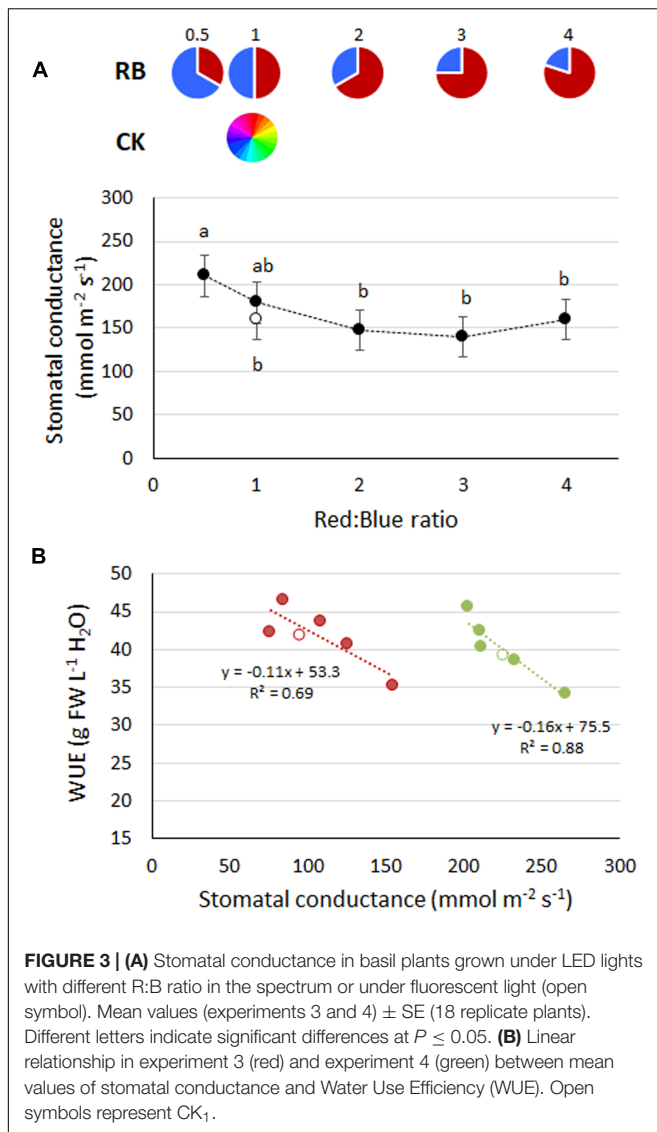 A
0.5 1 2 3 4
RB
CK
Stomatal conductance
(mmol m⁻² s⁻¹)
300
250
200
150
100
50
0
a
ab
b
b
b
b
0 1 2 3 4
Red:Blue ratio
B
WUE (g FW L⁻¹ H₂O)
50
45
40
35
30
25
20
15
y = -0.11x + 53.3
R² = 0.69
y = -0.16x + 75.5
R² = 0.88
0 50 100 150 200 250 300
Stomatal conductance (mmol m⁻² s⁻¹)
FIGURE 3 | (A) Stomatal conductance in basil plants grown under LED lights
with different R:B ratio in the spectrum or under fluorescent light (open
symbol). Mean values (experiments 3 and 4) ± SE (18 replicate plants).
Different letters indicate significant differences at P ≤ 0.05. (B) Linear
relationship in experiment 3 (red) and experiment 4 (green) between mean
values of stomatal conductance and Water Use Efficiency (WUE). Open
symbols represent CK₁.